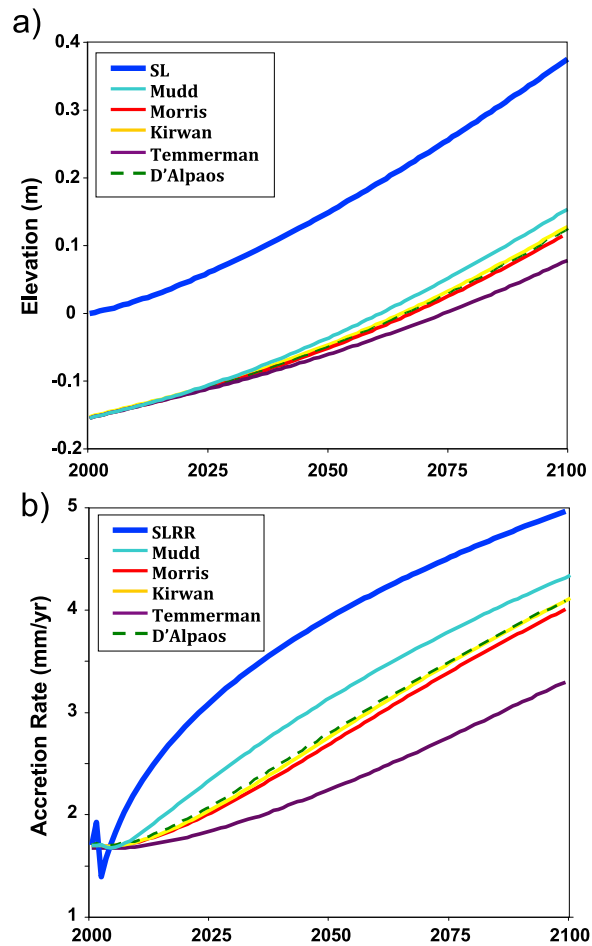 a)
Elevation (m)
0.4
0.3
0.2
0.1
0
-0.1
-0.2
SL
Mudd
Morris
Kirwan
Temmerman
D'Alpaos
2000 2025 2050 2075 2100
b)
Accretion Rate (mm/yr)
5
4
3
2
1
SLRR
Mudd
Morris
Kirwan
Temmerman
D'Alpaos
2000 2025 2050 2075 2100